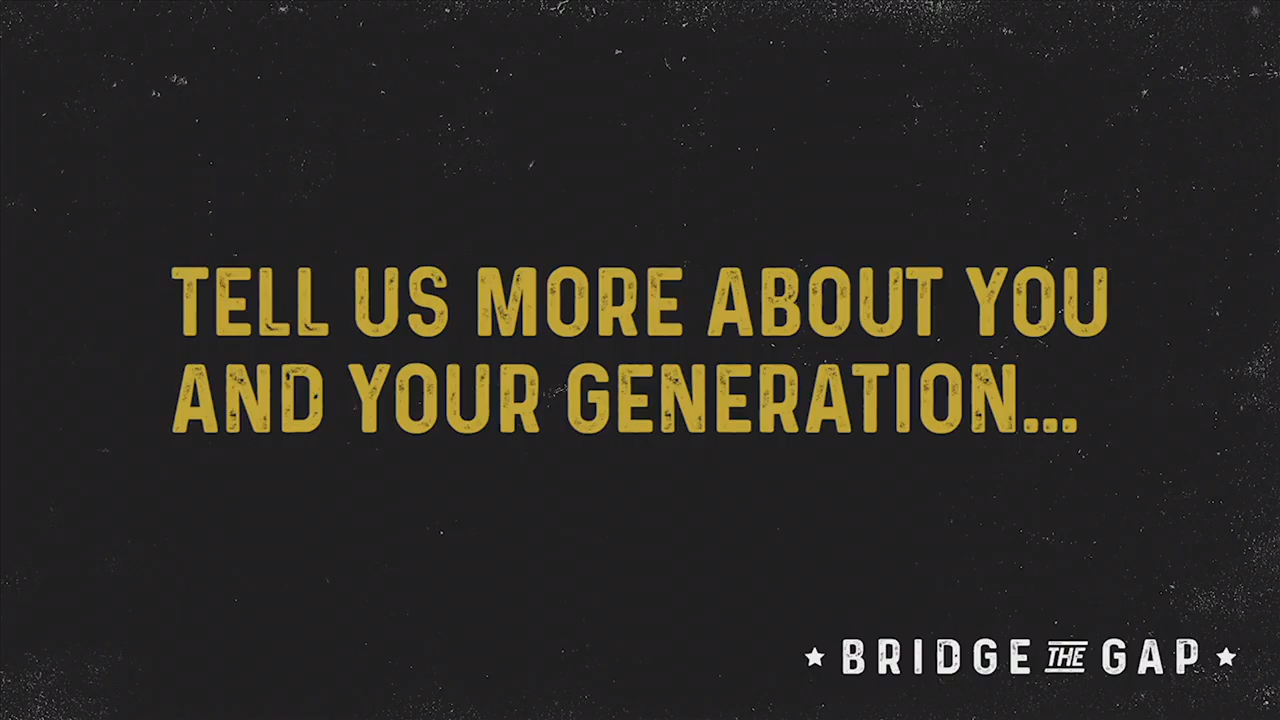 TELL US MORE ABOUT YOU
AND YOUR GENERATION...
★ BRIDGE THE GAP ★